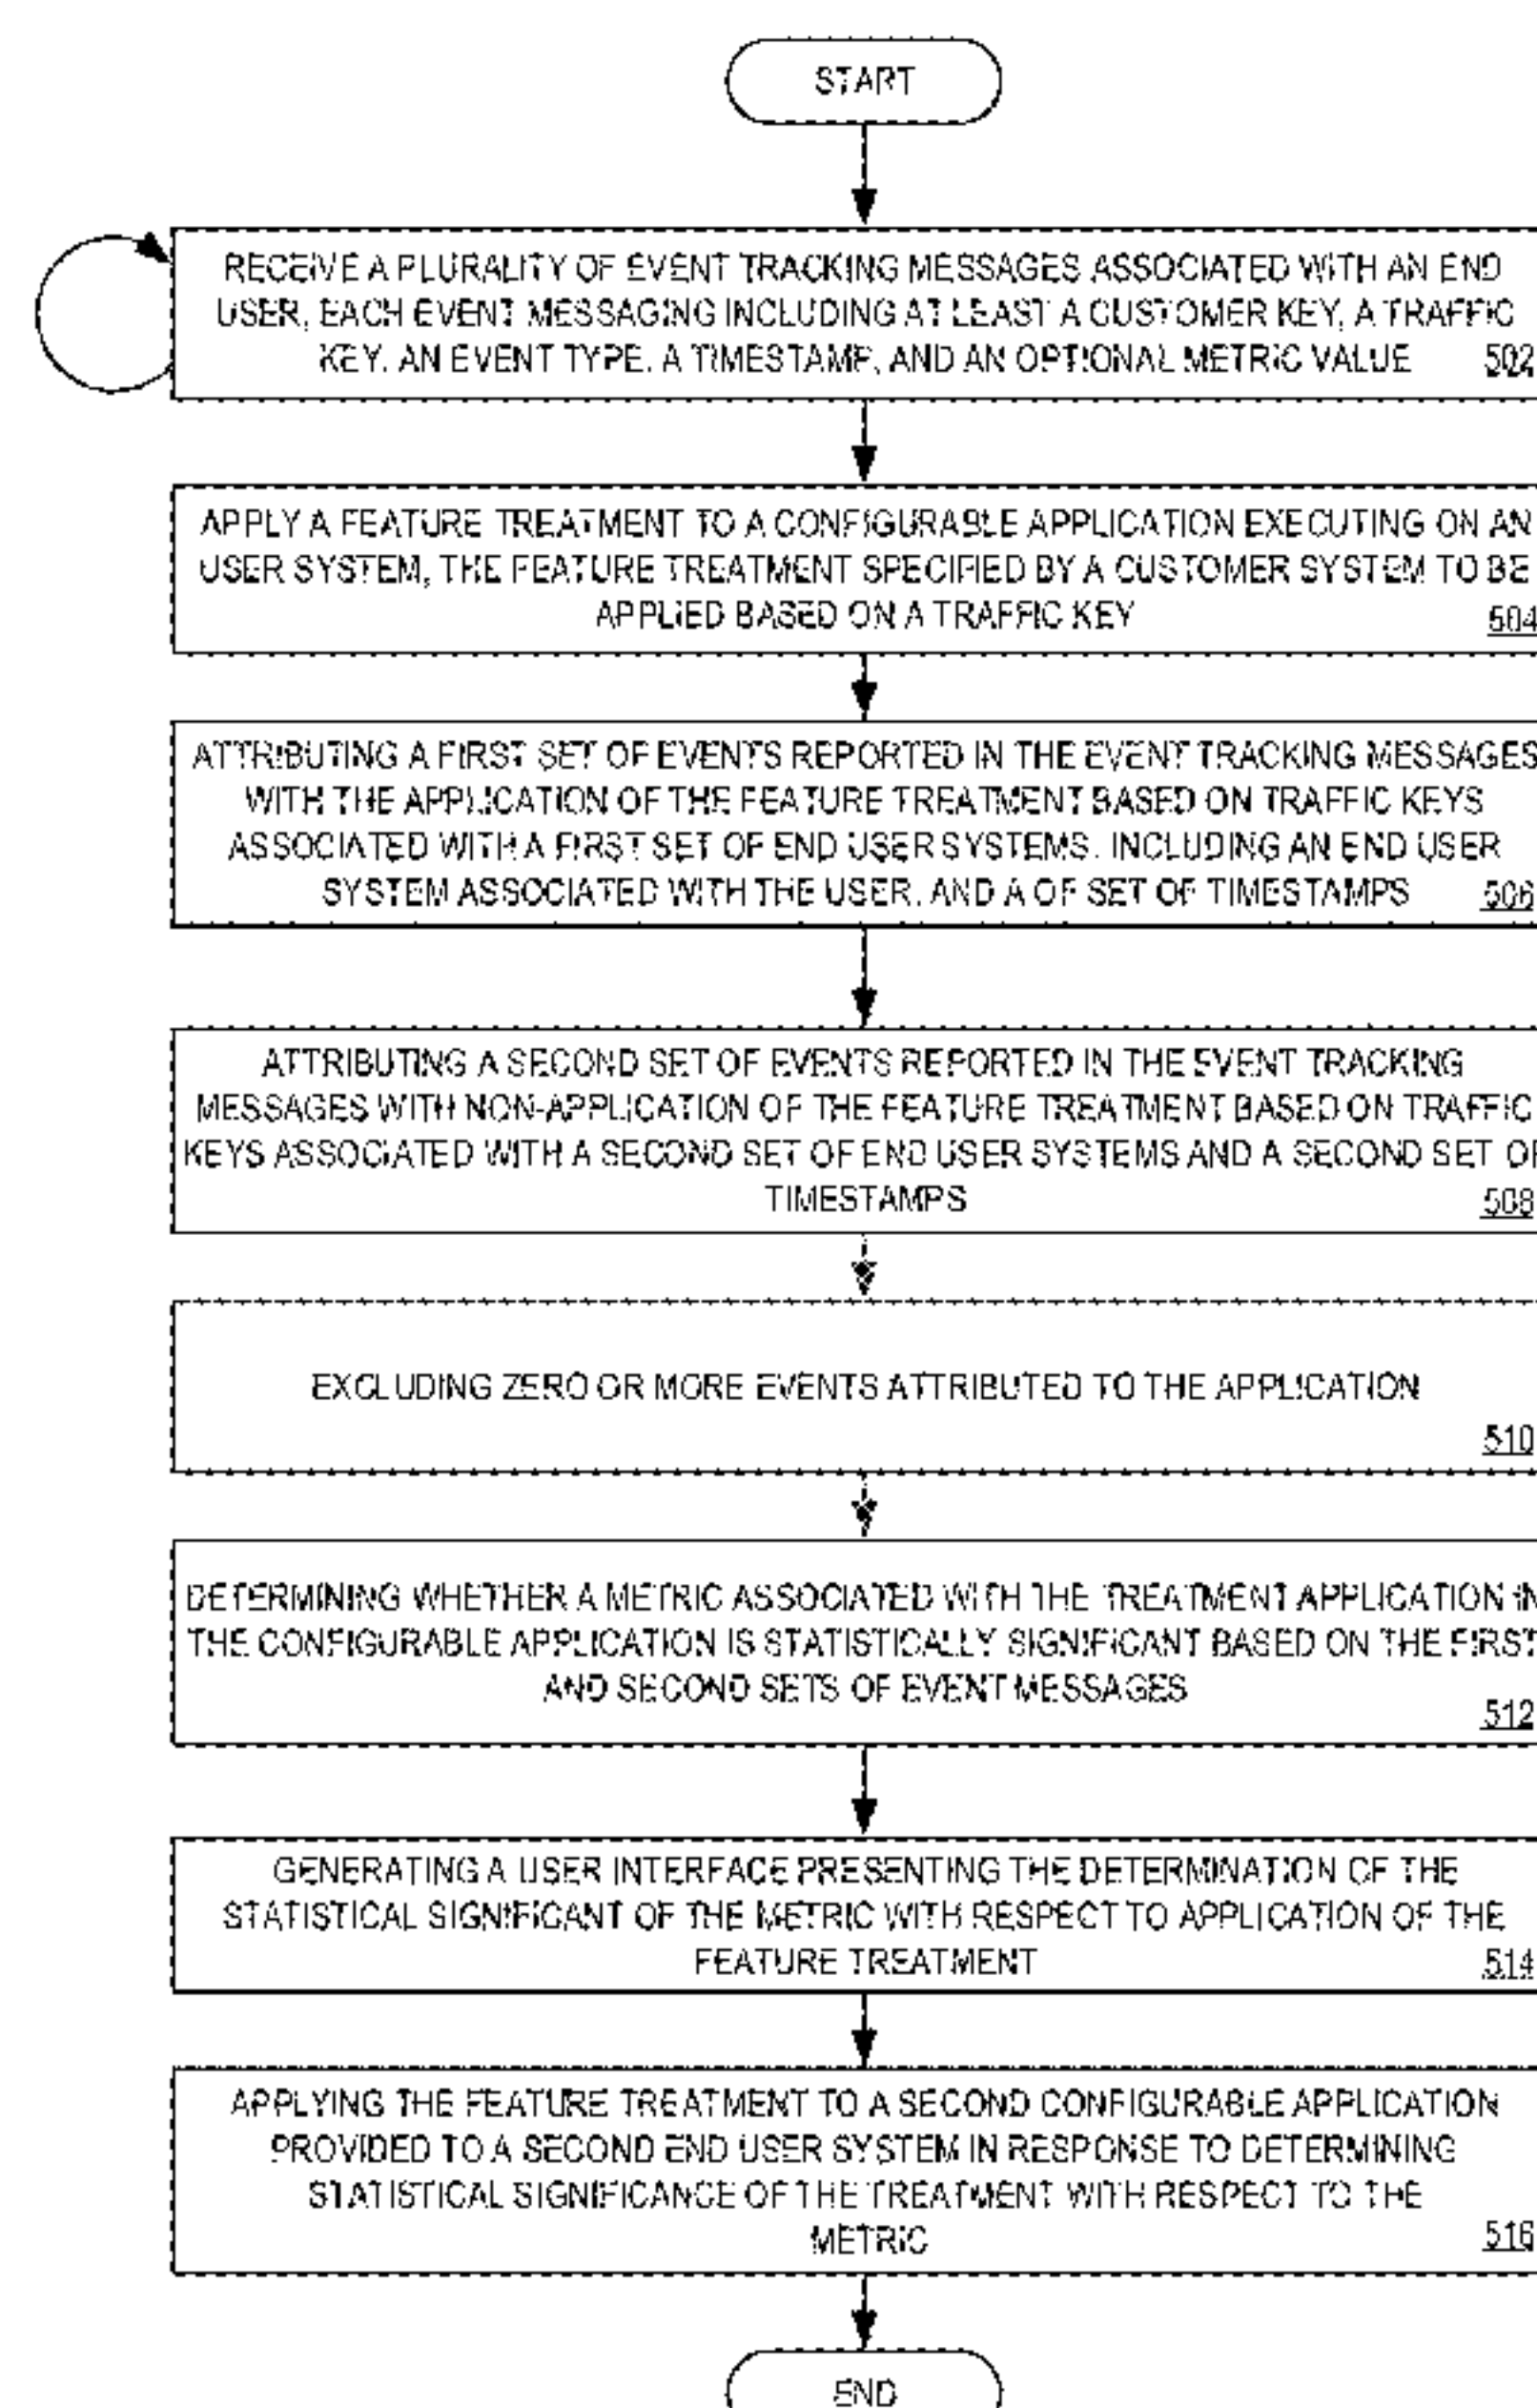 START
RECEIVE A PLURALITY OF EVENT TRACKING MESSAGES ASSOCIATED WITH AN END
USER, EACH EVENT MESSAGING INCLUDING AT LEAST A CUSTOMER KEY, A TRAFFIC
KEY, AN EVENT TYPE, A TIMESTAMP, AND AN OPTIONAL METRIC VALUE
502
APPLY A FEATURE TREATMENT TO A CONFIGURABLE APPLICATION EXECUTING ON AN
USER SYSTEM, THE FEATURE TREATMENT SPECIFIED BY A CUSTOMER SYSTEM TO BE
APPLIED BASED ON A TRAFFIC KEY
504
ATTRIBUTING A FIRST SET OF EVENTS REPORTED IN THE EVENT TRACKING MESSAGES
WITH THE APPLICATION OF THE FEATURE TREATMENT BASED ON TRAFFIC KEYS
ASSOCIATED WITH A FIRST SET OF END USER SYSTEMS, INCLUDING AN END USER
SYSTEM ASSOCIATED WITH THE USER, AND A OF SET OF TIMESTAMPS
506
ATTRIBUTING A SECOND SET OF EVENTS REPORTED IN THE EVENT TRACKING
MESSAGES WITH NON-APPLICATION OF THE FEATURE TREATMENT BASED ON TRAFFIC
KEYS ASSOCIATED WITH A SECOND SET OF END USER SYSTEMS AND A SECOND SET OF
TIMESTAMPS
508
EXCLUDING ZERO OR MORE EVENTS ATTRIBUTED TO THE APPLICATION
510
DETERMINING WHETHER A METRIC ASSOCIATED WITH THE TREATMENT APPLICATION IN
THE CONFIGURABLE APPLICATION IS STATISTICALLY SIGNIFICANT BASED ON THE FIRST
AND SECOND SETS OF EVENT MESSAGES
512
GENERATING A USER INTERFACE PRESENTING THE DETERMINATION OF THE
STATISTICAL SIGNIFICANT OF THE METRIC WITH RESPECT TO APPLICATION OF THE
FEATURE TREATMENT
514
APPLYING THE FEATURE TREATMENT TO A SECOND CONFIGURABLE APPLICATION
PROVIDED TO A SECOND END USER SYSTEM IN RESPONSE TO DETERMINING
STATISTICAL SIGNIFICANCE OF THE TREATMENT WITH RESPECT TO THE
METRIC
516
END